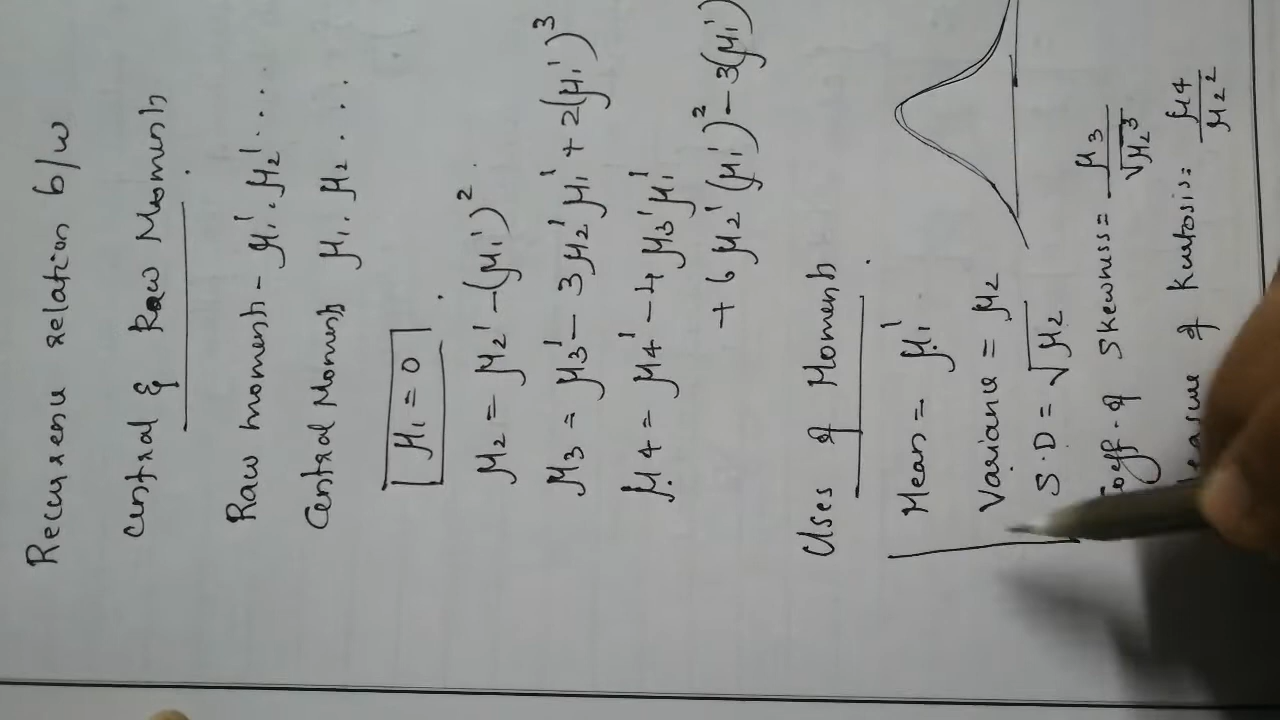 Recurrence relation b/w
central & Raw Moments.
Raw moments - μ₁'. μ₂'. . .
Central Moments μ₁. μ₂. . . .
μ₁ = 0.
μ₂ = μ₂' - (μ₁')².
μ₃ = μ₃' - 3μ₂'μ₁' + 2(μ₁')³
μ₄ = μ₄' - 4μ₃'μ₁'
+ 6μ₂'(μ₁')² - 3(μ₁')
Uses of Moments.
Mean = μ₁'
Variance = μ₂
S.D = √μ₂
Coeff. of Skewness = μ₃/√μ₂³
of Kurtosis = μ₄/μ₂²